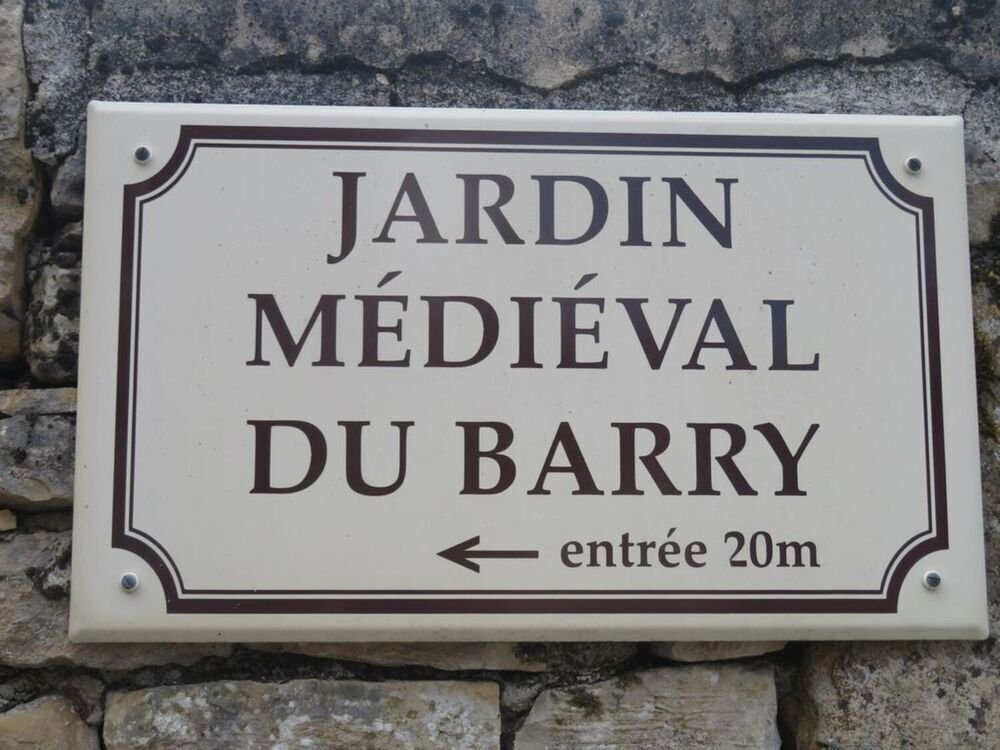 JARDIN
MÉDIÉVAL
DU BARRY
← entrée 20m